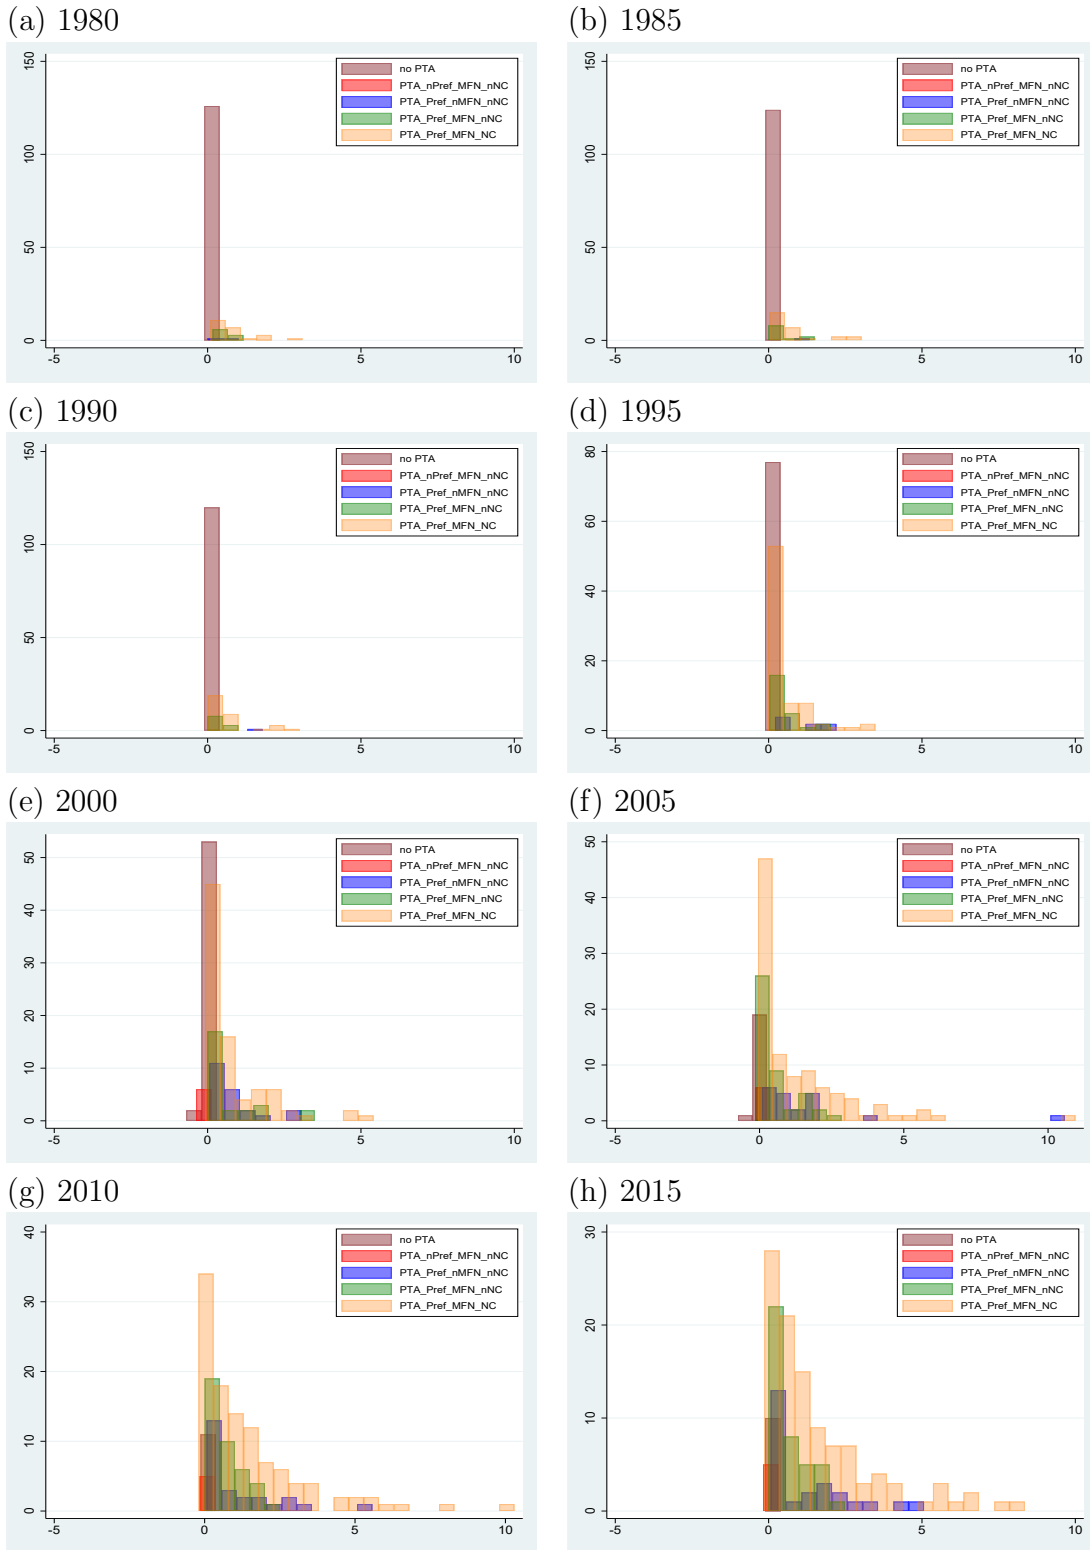 (a) 1980
150
100
50
0
-5 0 5 10
no PTA
PTA_nPref_MFN_nNC
PTA_Pref_nMFN_nNC
PTA_Pref_MFN_nNC
PTA_Pref_MFN_NC
(b) 1985
150
100
50
0
-5 0 5 10
no PTA
PTA_nPref_MFN_nNC
PTA_Pref_nMFN_nNC
PTA_Pref_MFN_nNC
PTA_Pref_MFN_NC
(c) 1990
150
100
50
0
-5 0 5 10
no PTA
PTA_nPref_MFN_nNC
PTA_Pref_nMFN_nNC
PTA_Pref_MFN_nNC
PTA_Pref_MFN_NC
(d) 1995
80
60
40
20
0
-5 0 5 10
no PTA
PTA_nPref_MFN_nNC
PTA_Pref_nMFN_nNC
PTA_Pref_MFN_nNC
PTA_Pref_MFN_NC
(e) 2000
50
40
30
20
10
0
-5 0 5 10
no PTA
PTA_nPref_MFN_nNC
PTA_Pref_nMFN_nNC
PTA_Pref_MFN_nNC
PTA_Pref_MFN_NC
(f) 2005
50
40
30
20
10
0
-5 0 5 10
no PTA
PTA_nPref_MFN_nNC
PTA_Pref_nMFN_nNC
PTA_Pref_MFN_nNC
PTA_Pref_MFN_NC
(g) 2010
40
30
20
10
0
-5 0 5 10
no PTA
PTA_nPref_MFN_nNC
PTA_Pref_nMFN_nNC
PTA_Pref_MFN_nNC
PTA_Pref_MFN_NC
(h) 2015
30
20
10
0
-5 0 5 10
no PTA
PTA_nPref_MFN_nNC
PTA_Pref_nMFN_nNC
PTA_Pref_MFN_nNC
PTA_Pref_MFN_NC